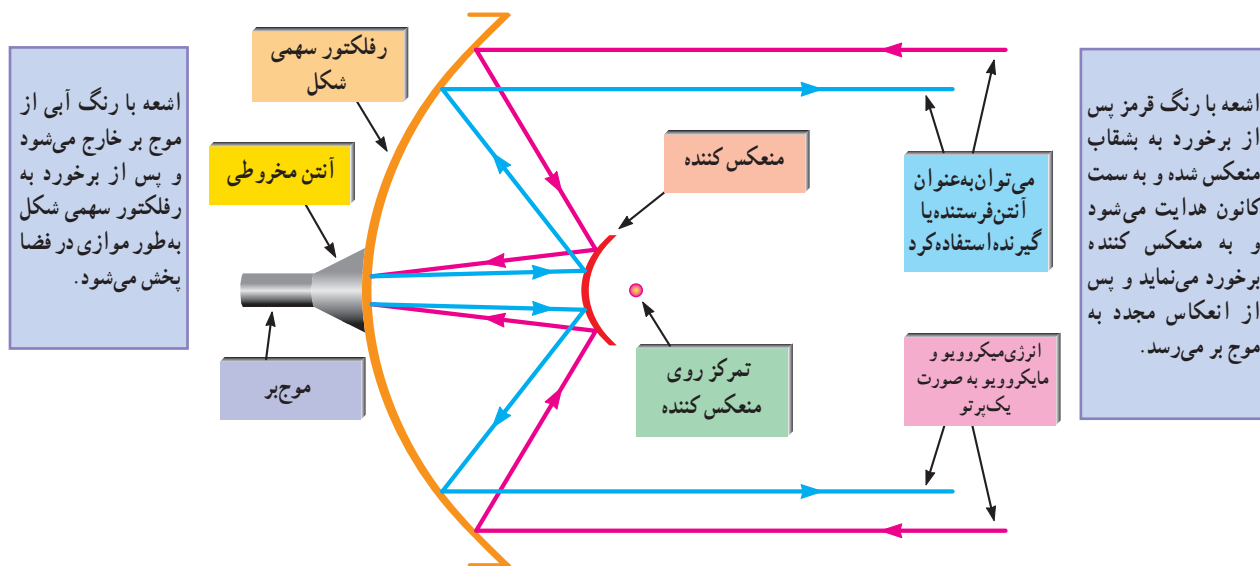 اشعه با رنگ قرمز پس
از برخورد به بشقاب
منعکس شده و به سمت
کانون هدایت می‌شود
و به منعکس کننده
برخورد می‌نماید و پس
از انعکاس مجدد به
موج بر می‌رسد.
می‌توان‌به‌عنوان
آنتن‌فرستنده‌یا
گیرنده‌استفاده‌کرد
انرژی‌میکروویو و
مایکروویو به صورت
یک‌پرتو
منعکس کننده
تمرکز روی
منعکس کننده
رفلکتور سهمی
شکل
آنتن مخروطی
موج‌بر
اشعه با رنگ آبی از
موج بر خارج می‌شود
و پس از برخورد به
رفلکتور سهمی شکل
به‌طور موازی در فضا
پخش می‌شود.